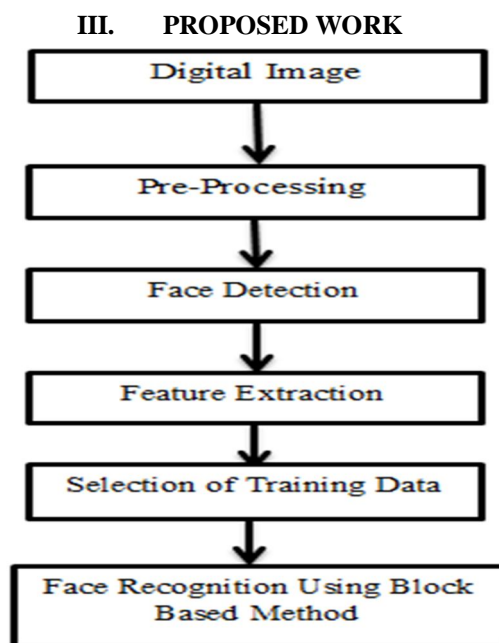 III. PROPOSED WORK
Digital Image
Pre-Processing
Face Detection
Feature Extraction
Selection of Training Data
Face Recognition Using Block
Based Method